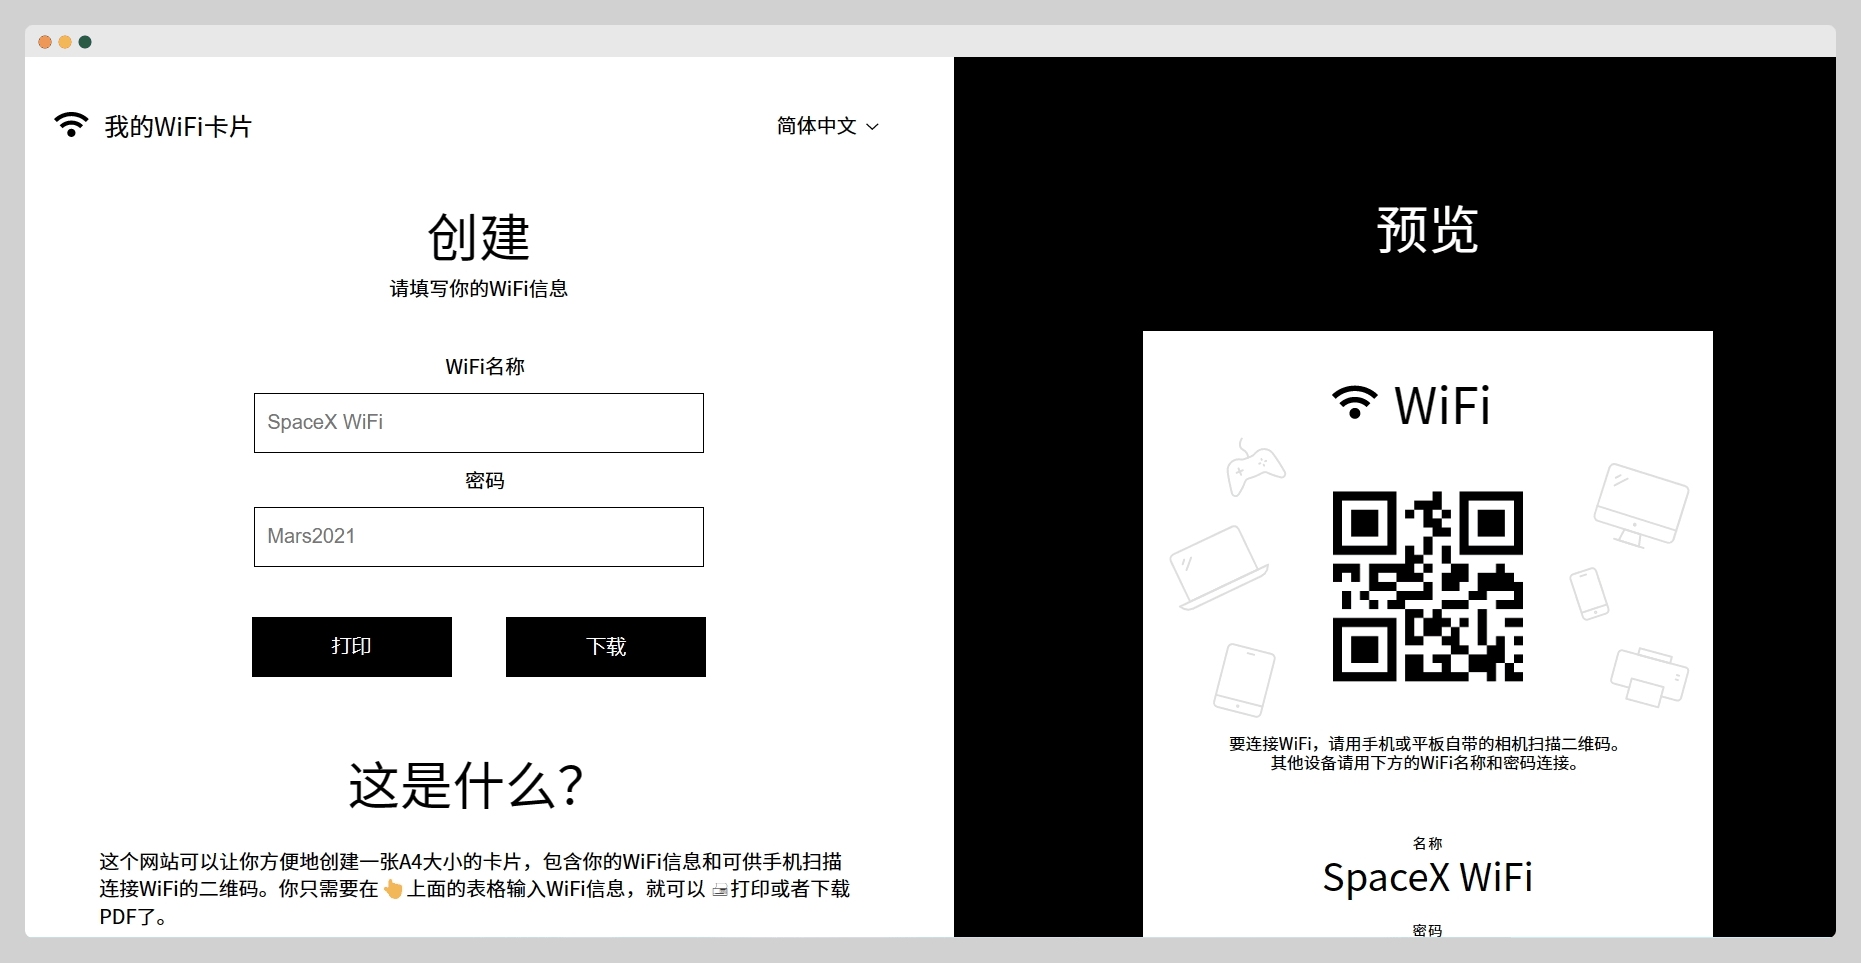 我的WiFi卡片
简体中文
创建
请填写你的WiFi信息
WiFi名称
SpaceX WiFi
密码
Mars2021
打印
下载
这是什么？
这个网站可以让你方便地创建一张A4大小的卡片，包含你的WiFi信息和可供手机扫描
连接WiFi的二维码。你只需要在👆上面的表格输入WiFi信息，就可以🖨打印或者下载
PDF了。
预览
WiFi
要连接WiFi，请用手机或平板自带的相机扫描二维码。
其他设备请用下方的WiFi名称和密码连接。
名称
SpaceX WiFi
密码